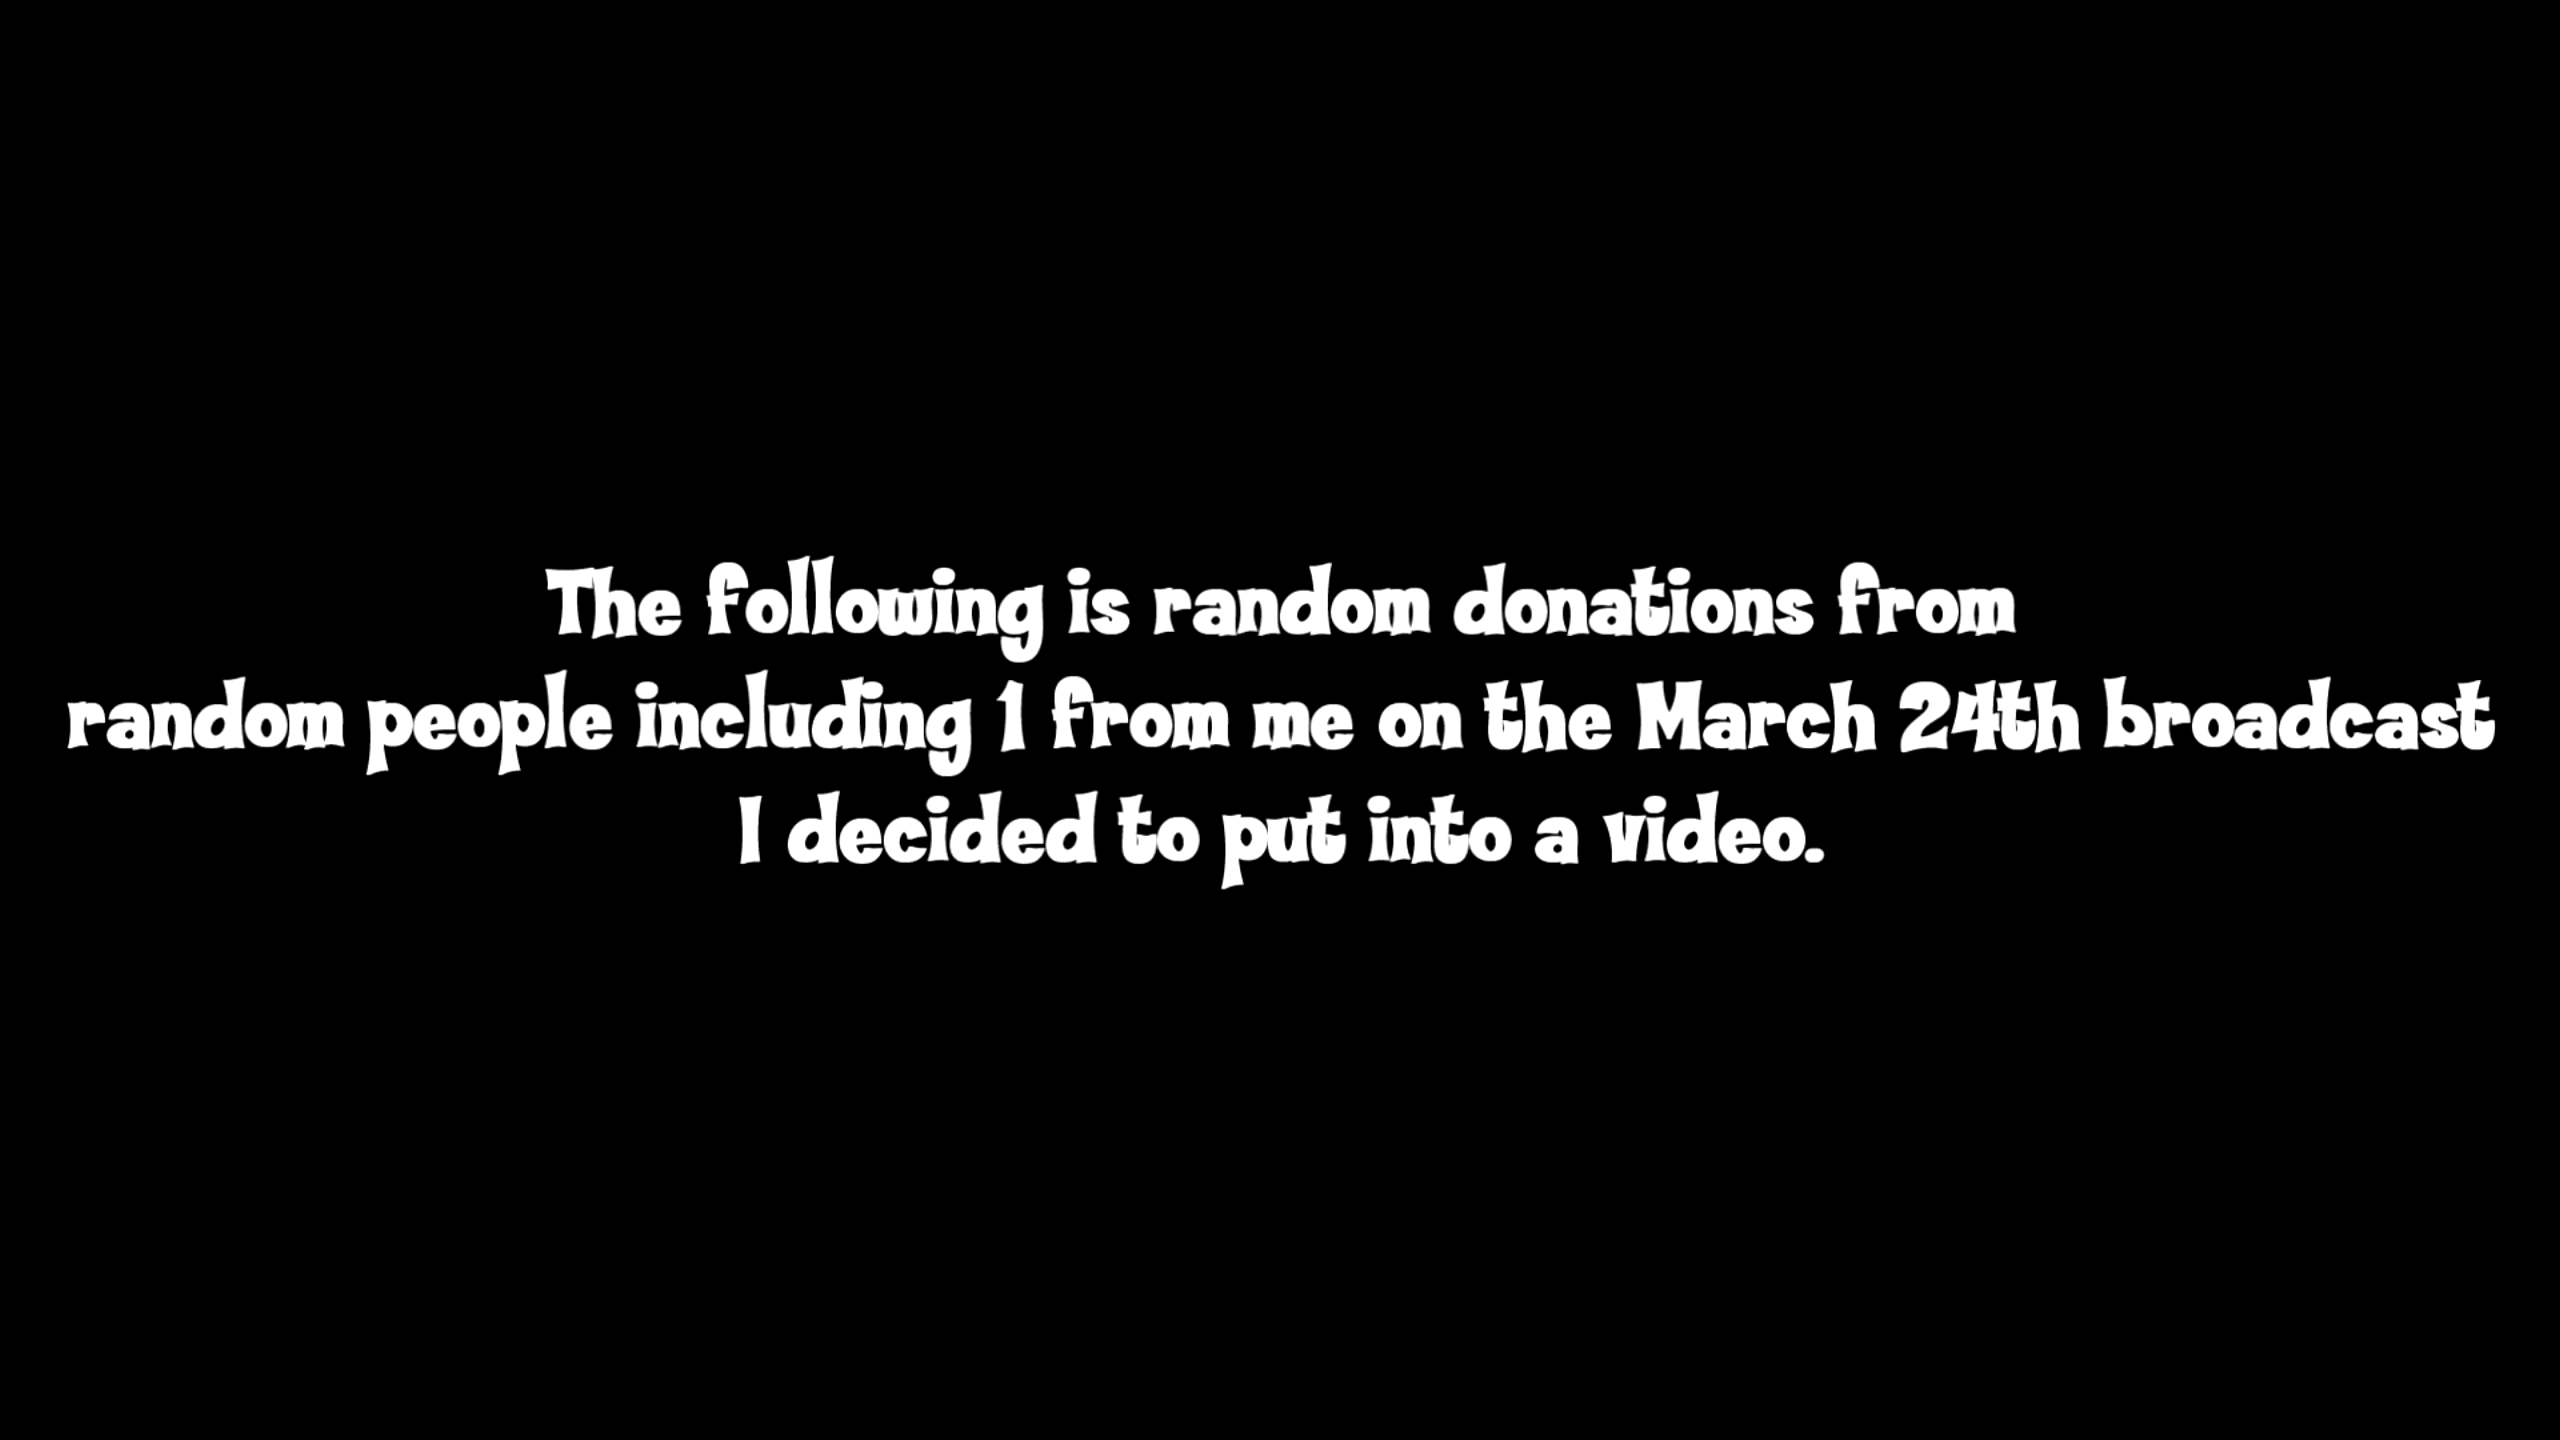 The following is random donations from
random people including 1 from me on the March 24th broadcast
I decided to put into a video.